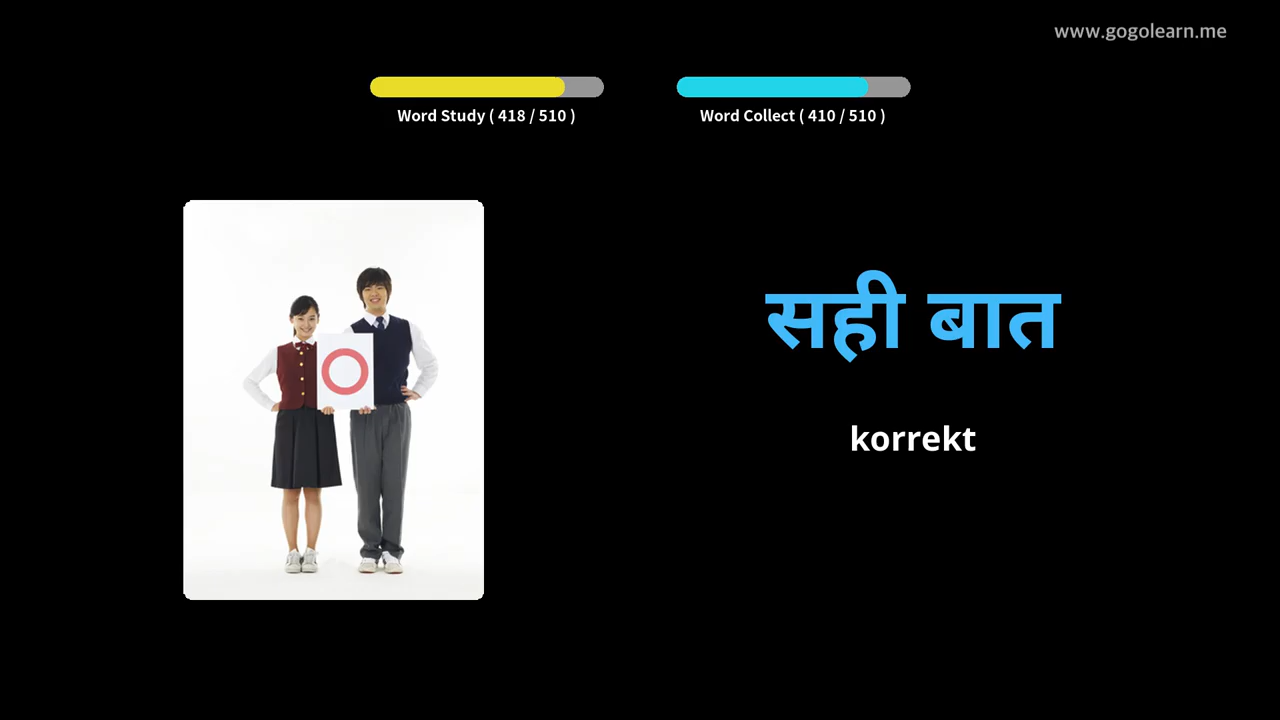 www.gogolearn.me
Word Study ( 418 / 510 )
Word Collect ( 410 / 510 )
सही बात
korrekt